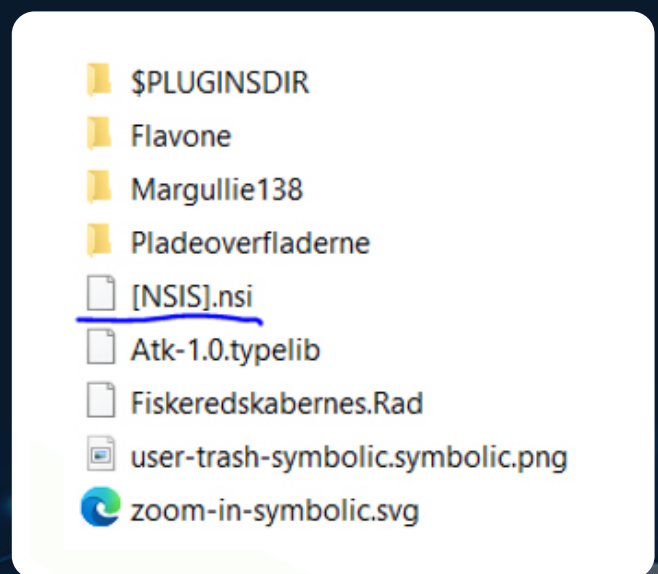 $PLUGINSDIR
Flavone
Margullie138
Pladeoverfladerne
[NSIS].nsi
Atk-1.0.typelib
Fiskeredskabernes.Rad
user-trash-symbolic.symbolic.png
zoom-in-symbolic.svg